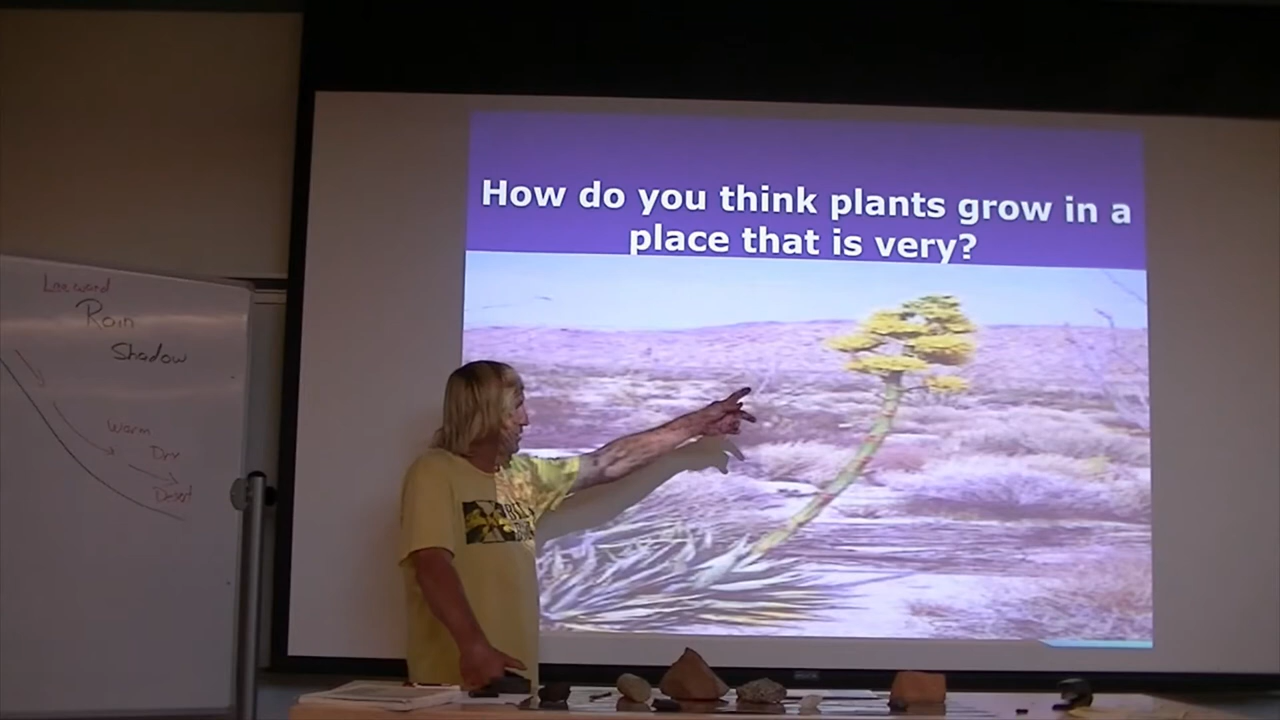 Leeward
Rain
Shadow
Warm
Dry
Desert
How do you think plants grow in a
place that is very?